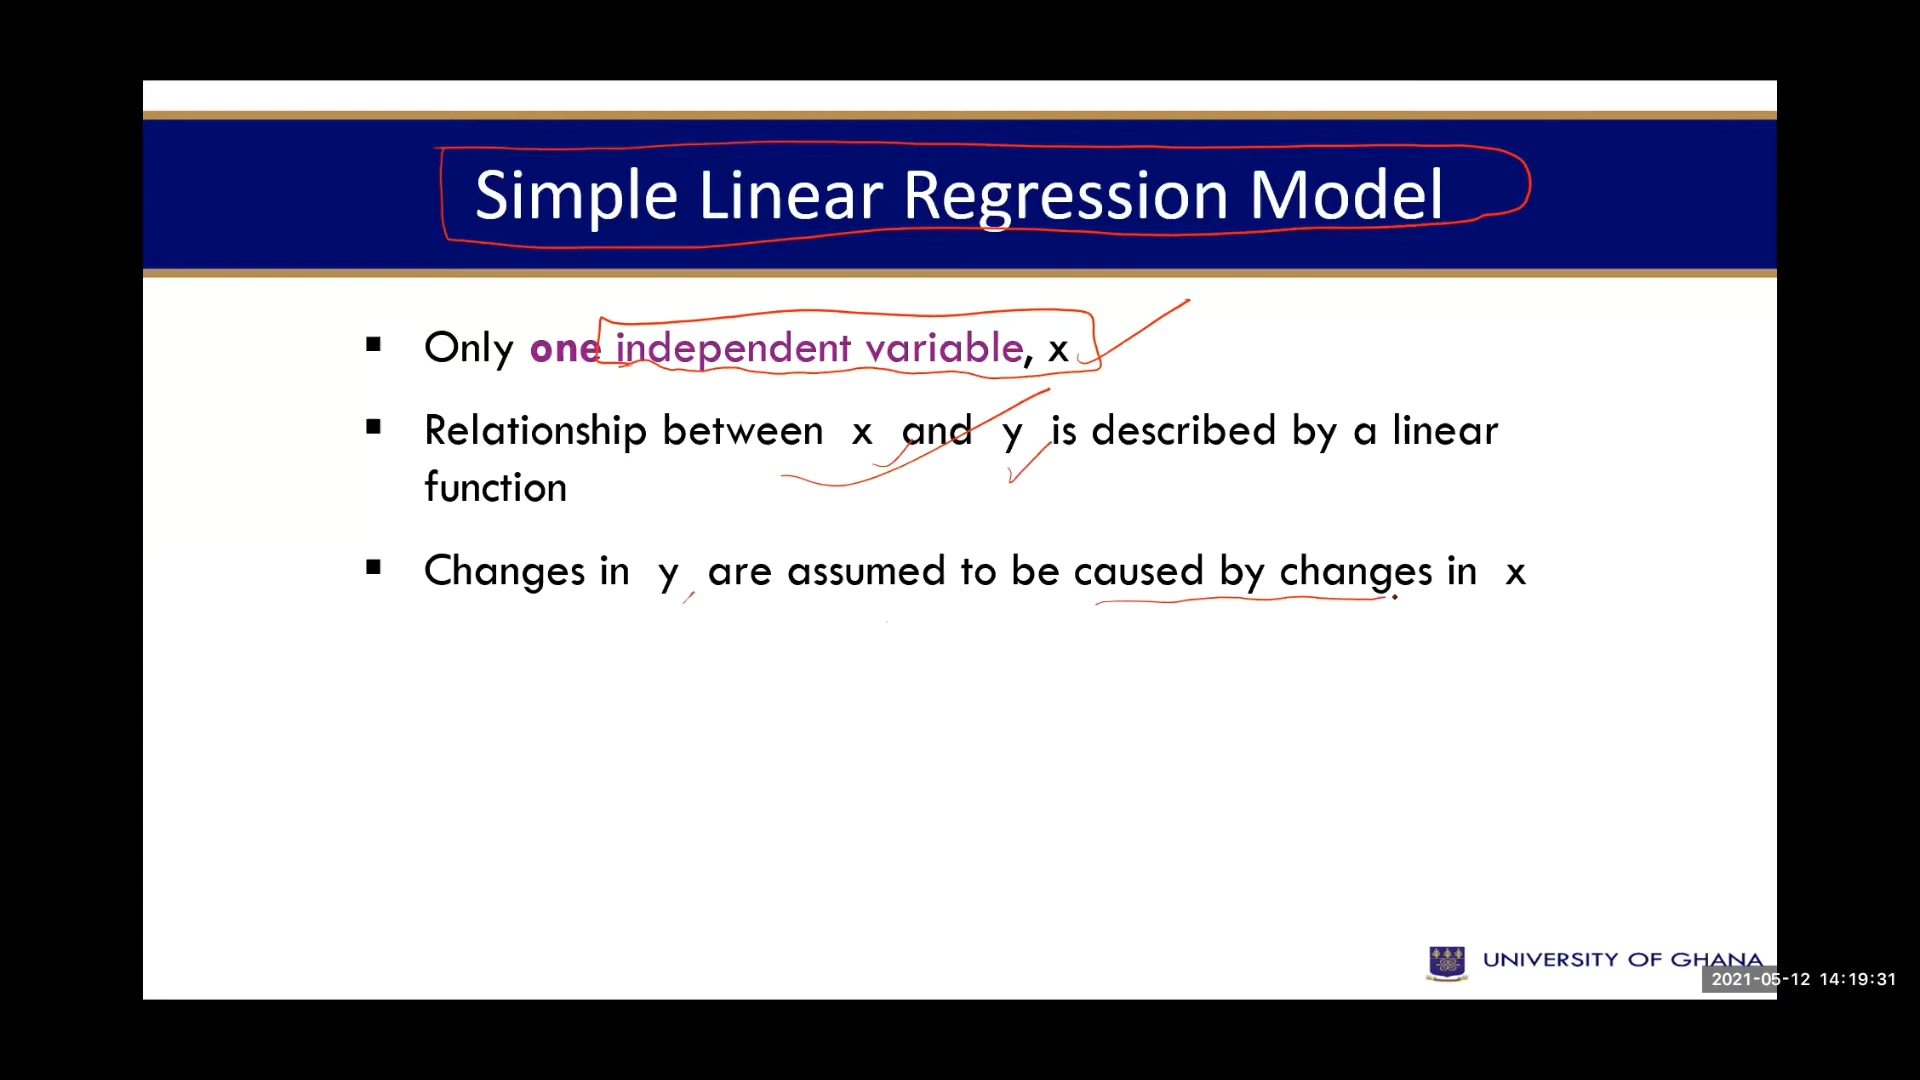 Simple Linear Regression Model
▪ Only one independent variable, x
▪ Relationship between x and y is described by a linear
function
▪ Changes in y are assumed to be caused by changes in x
UNIVERSITY OF GHANA
2021-05-12 14:19:31